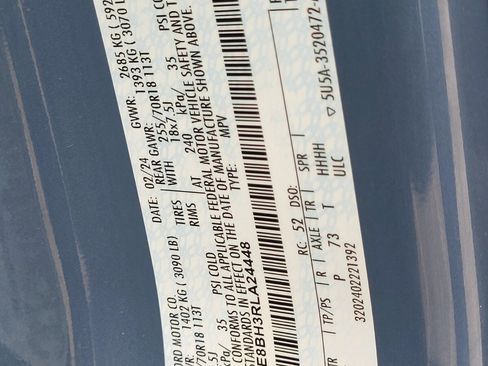 ORD MOTOR CO.
DATE: 02/24
GVWR: 2685 KG ( 592
1402 KG ( 3090 LB)
REAR GAWR: 1393 KG ( 3070 L
70R18 113T
TIRES
WITH
255/70R18 113T
RIMS
18x7.5J
35 PSI COLD
AT 240 kPa/ 35 PSI CO
CONFORMS TO ALL APPLICABLE FEDERAL MOTOR VEHICLE SAFETY AND T
STANDARDS IN EFFECT ON THE DATE OF MANUFACTURE SHOWN ABOVE.
E8BH3RLA24448
TYPE: MPV
RC: 52 DSO:
TP/PS R AXLE TR SPR
P 73 T HHHH
3202402221392
ULC
▽ 5U5A-3520472-